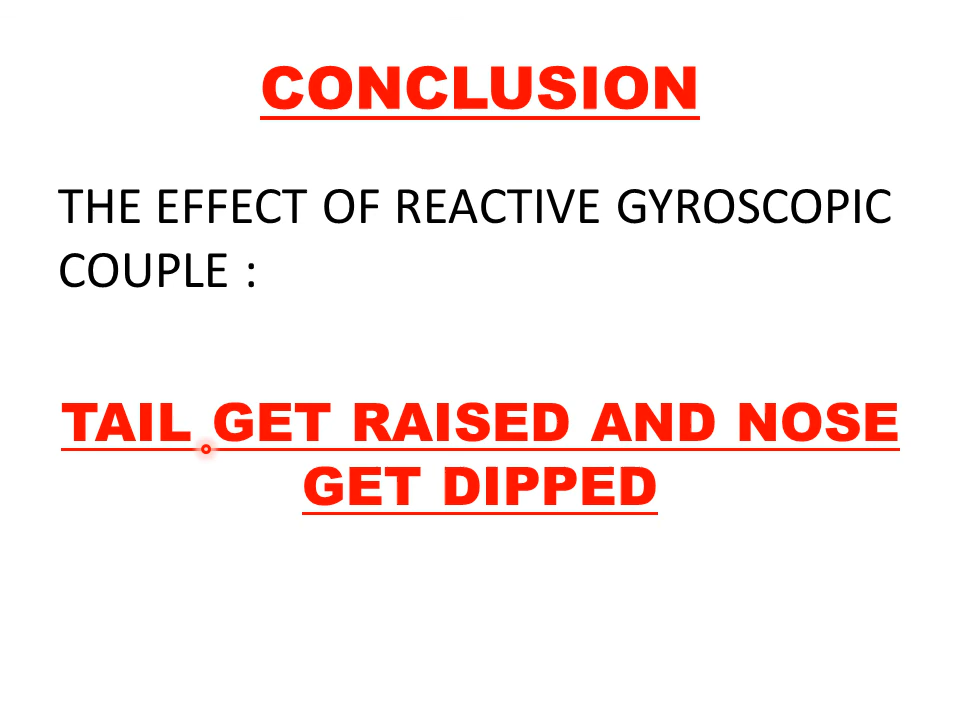 CONCLUSION
THE EFFECT OF REACTIVE GYROSCOPIC
COUPLE :
TAIL GET RAISED AND NOSE
GET DIPPED